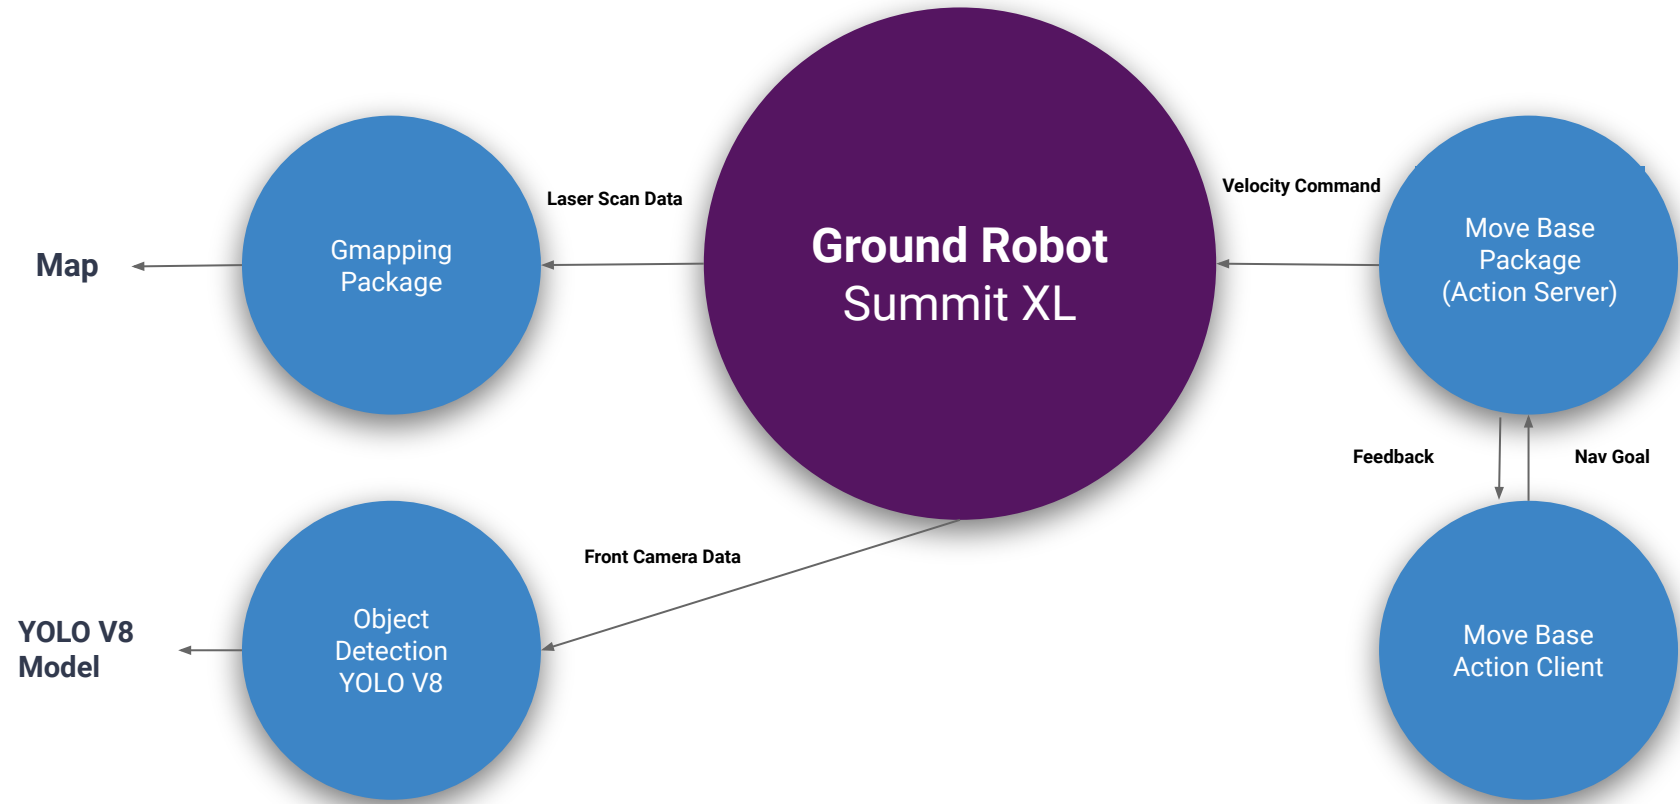 Map
Gmapping
Package
Laser Scan Data
Ground Robot
Summit XL
Velocity Command
Move Base
Package
(Action Server)
Feedback
Nav Goal
Front Camera Data
YOLO V8
Model
Object
Detection
YOLO V8
Move Base
Action Client